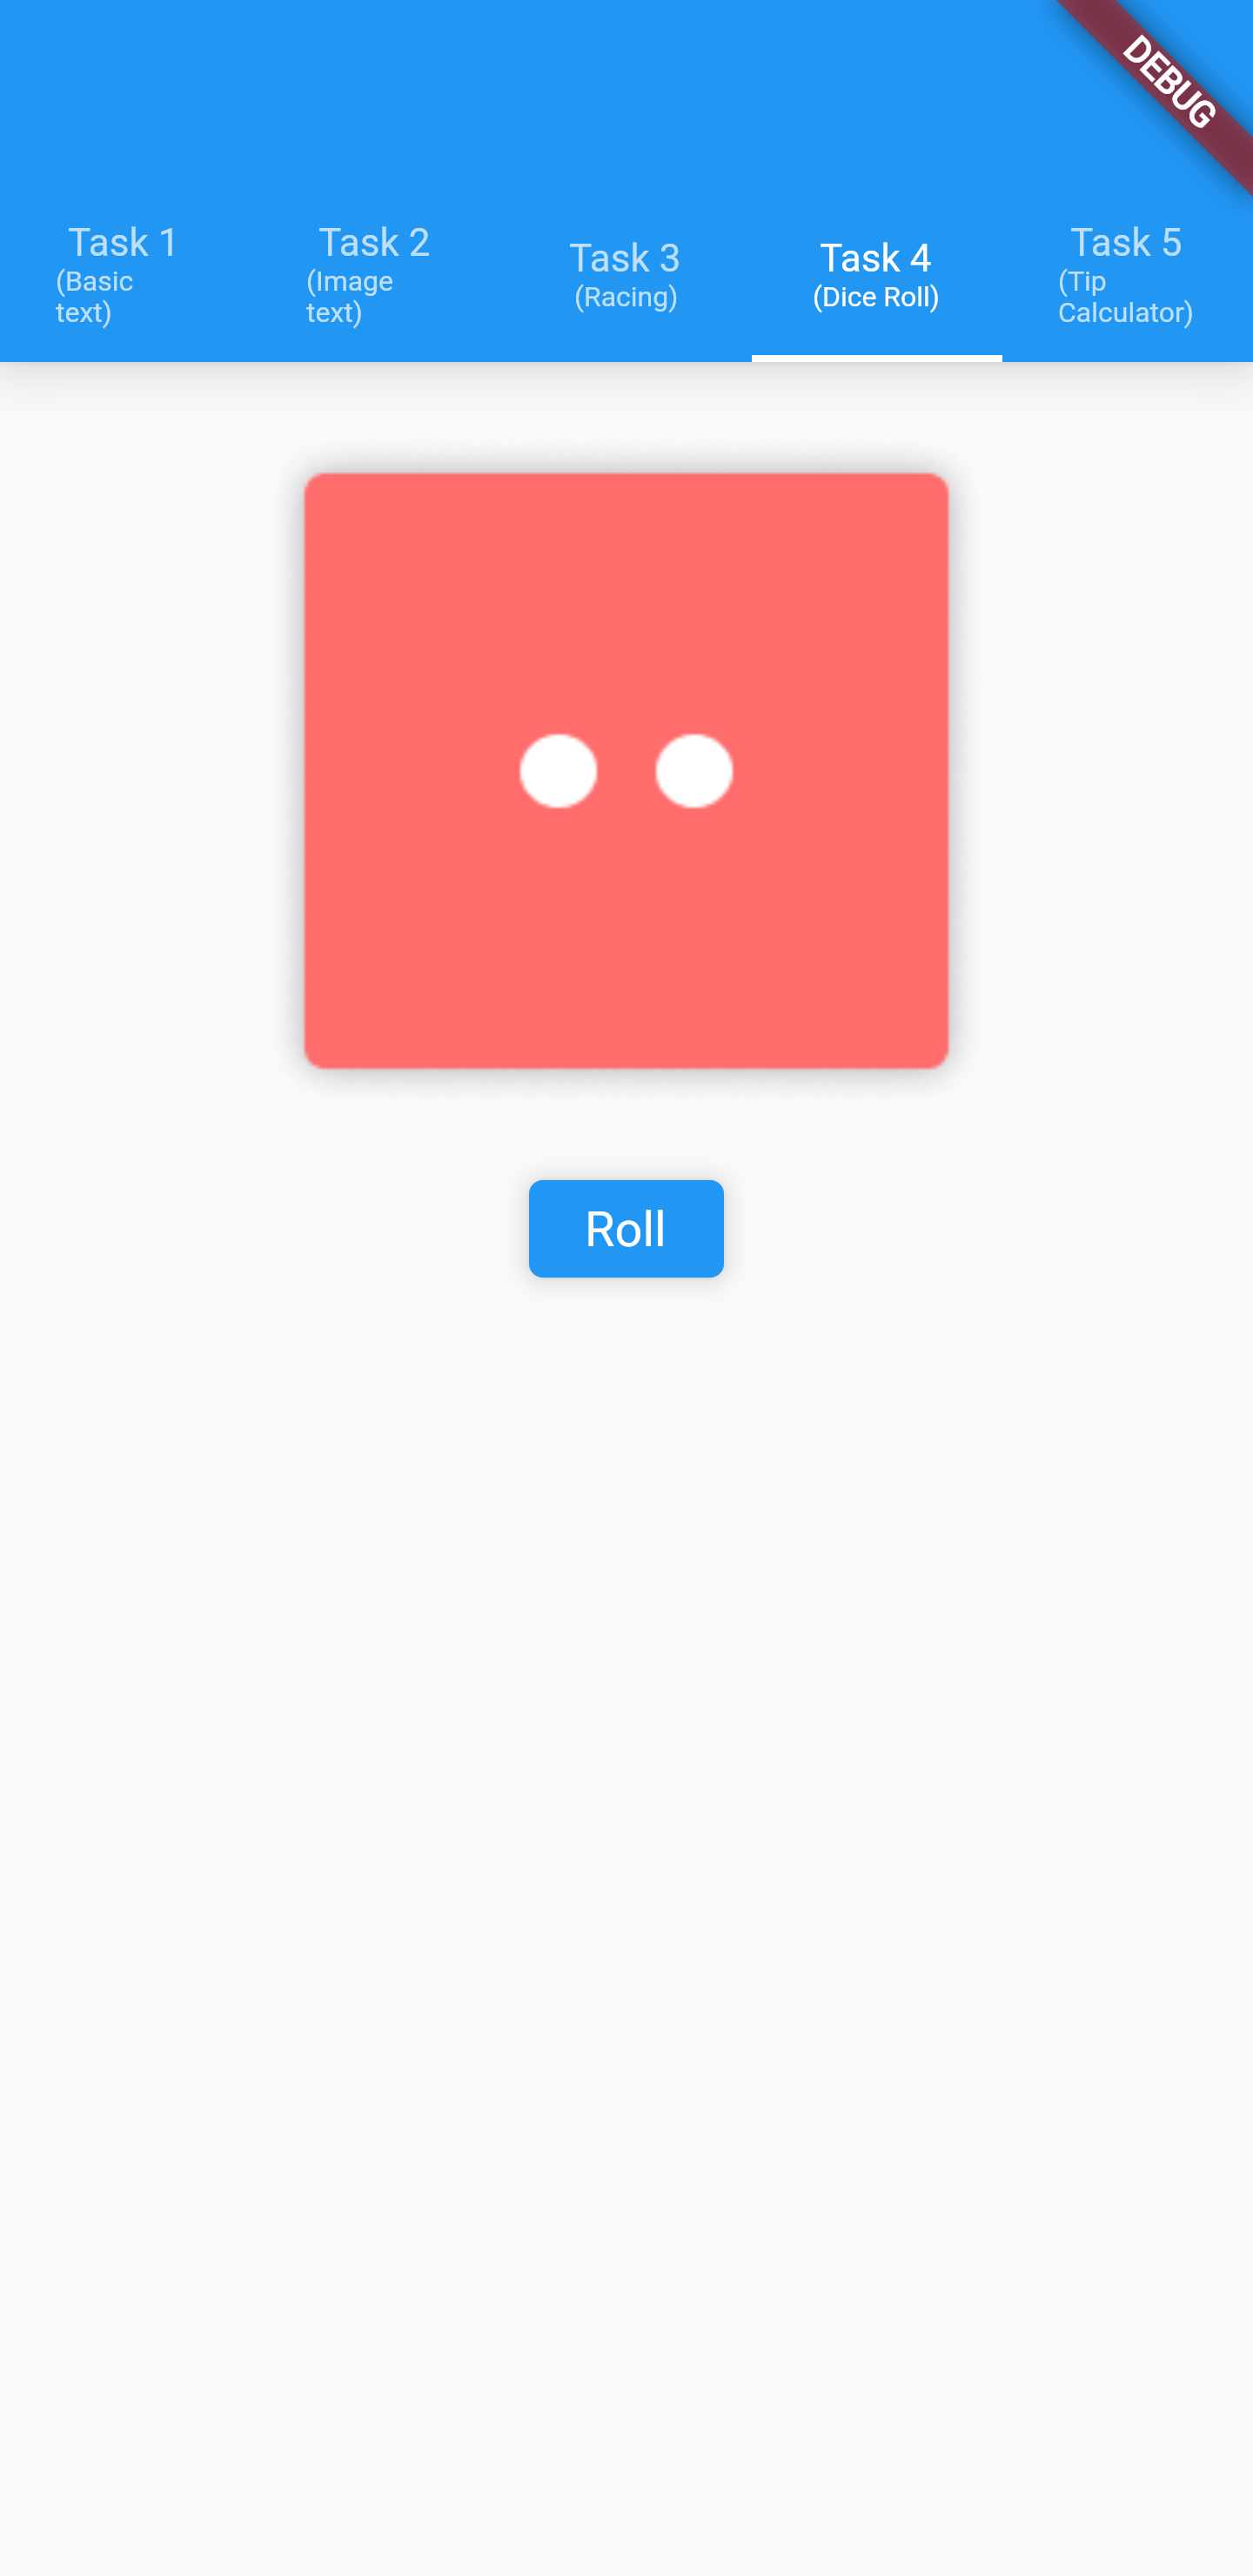 DEBUG
Task 1
(Basic
text)
Task 2
(Image
text)
Task 3
(Racing)
Task 4
(Dice Roll)
Task 5
(Tip
Calculator)
Roll